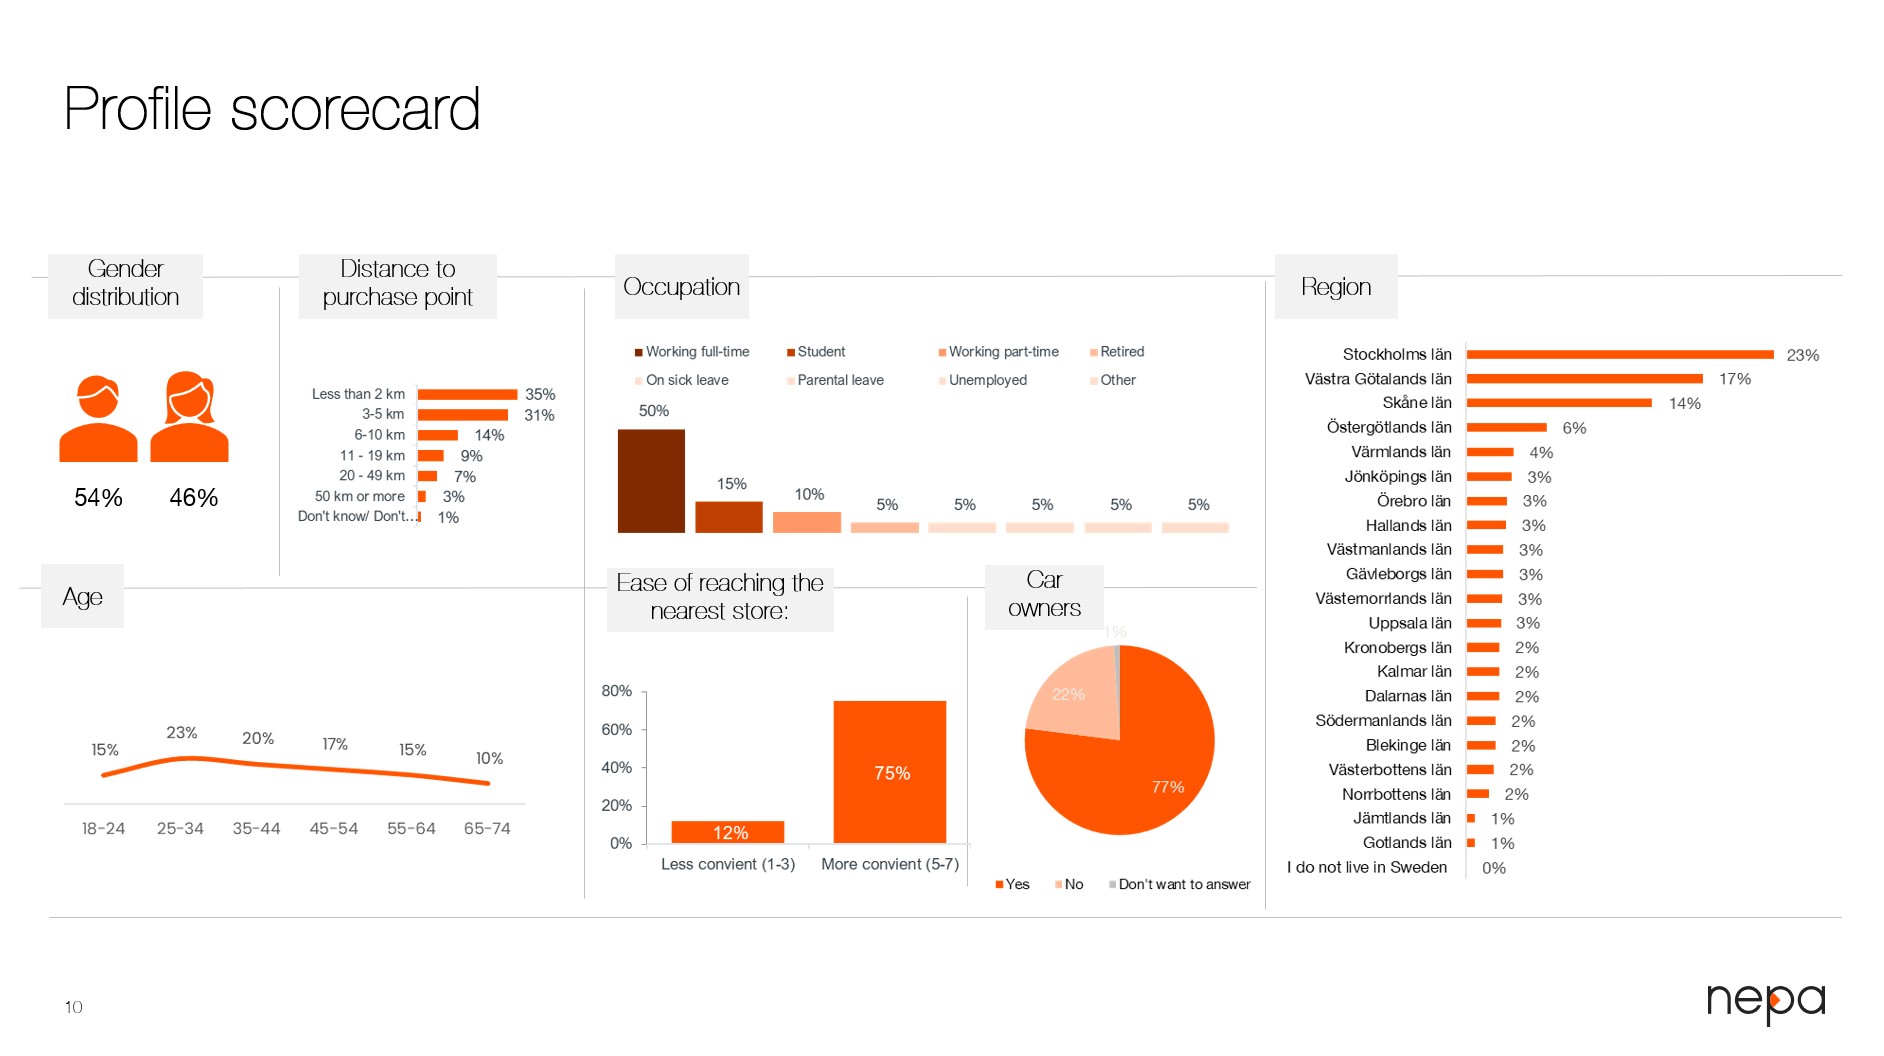 Profile scorecard
Gender
distribution
54%
46%
Distance to
purchase point
Less than 2 km 35%
3-5 km 31%
6-10 km 14%
11 - 19 km 9%
20 - 49 km 7%
50 km or more 3%
Don't know/ Don't... 1%
Occupation
Working full-time
Student
Working part-time
Retired
On sick leave
Parental leave
Unemployed
Other
50%
15%
10%
5%
5%
5%
5%
5%
Region
Stockholms län 23%
Västra Götalands län 17%
Skåne län 14%
Östergötlands län 6%
Värmlands län 4%
Jönköpings län 3%
Örebro län 3%
Hallands län 3%
Västmanlands län 3%
Gävleborgs län 3%
Västernorrlands län 3%
Uppsala län 3%
Kronobergs län 2%
Kalmar län 2%
Dalarnas län 2%
Södermanlands län 2%
Blekinge län 2%
Västerbottens län 2%
Norrbottens län 2%
Jämtlands län 1%
Gotlands län 1%
I do not live in Sweden 0%
Age
15%
23%
20%
17%
15%
10%
18-24
25-34
35-44
45-54
55-64
65-74
Ease of reaching the
nearest store:
80%
60%
40%
20%
0%
12%
75%
Less convient (1-3)
More convient (5-7)
Car
owners
1%
22%
77%
Yes
No
Don't want to answer
10
nepa